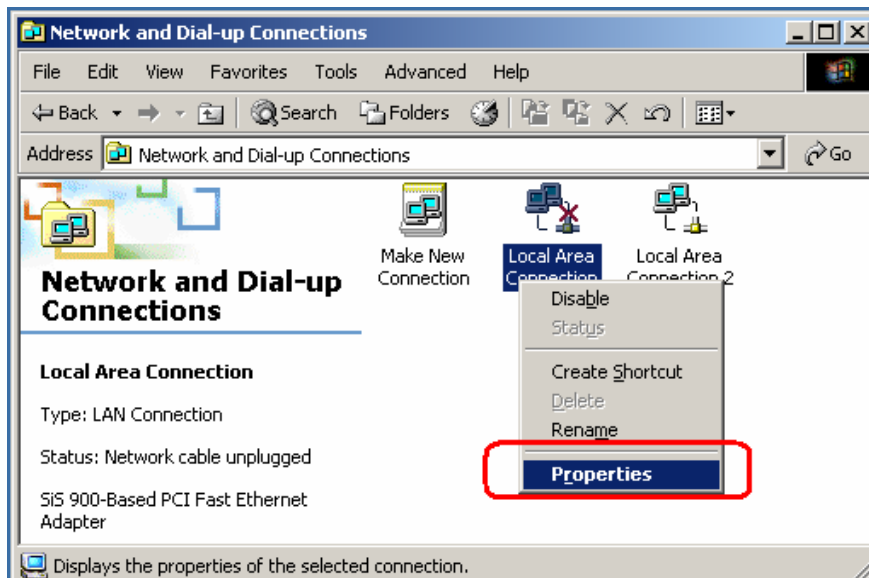 Network and Dial-up Connections
File Edit View Favorites Tools Advanced Help
Back Search Folders
Address Network and Dial-up Connections Go
Make New
Connection
Local Area
Connection
Local Area
Connection 2
Network and Dial-up
Connections
Local Area Connection
Type: LAN Connection
Status: Network cable unplugged
SiS 900-Based PCI Fast Ethernet
Adapter
Disable
Status
Create Shortcut
Delete
Rename
Properties
Displays the properties of the selected connection.